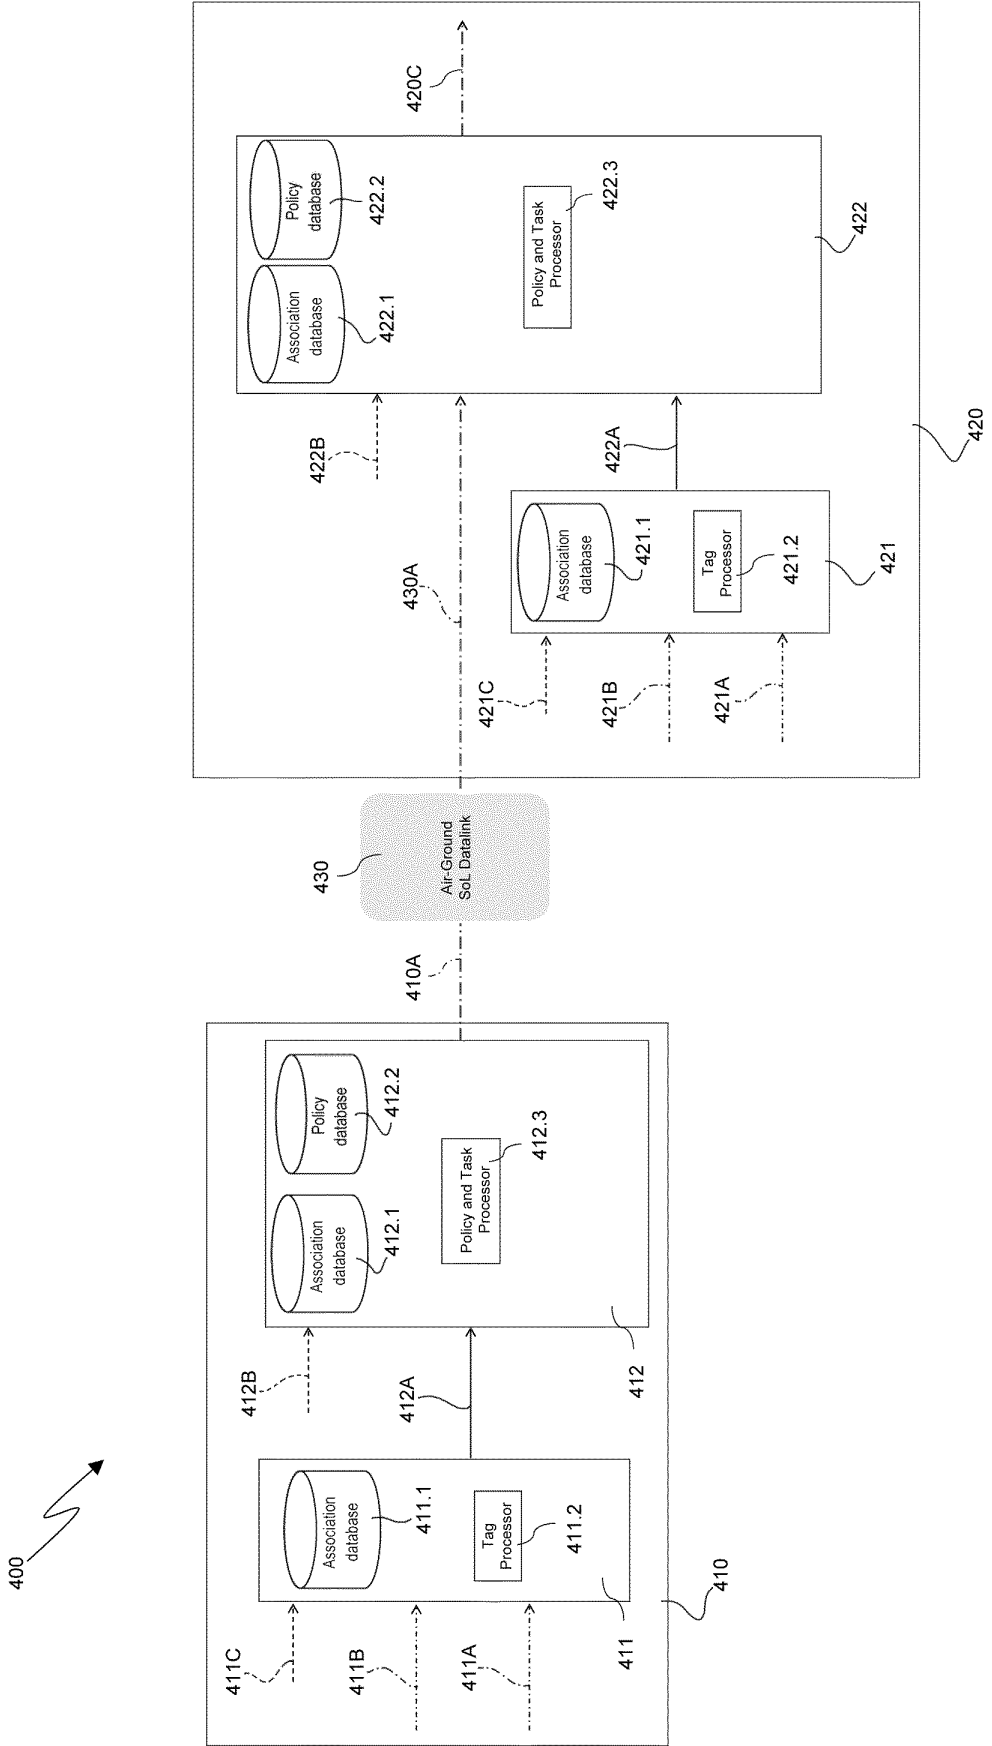 400
410
411
411A
411B
411C
Association
database
411.1
Tag
Processor
411.2
412A
412B
412
Association
database
412.1
Policy
database
412.2
Policy and Task
Processor
412.3
410A
430
Air-Ground
SoL Datalink
430A
420
421A
421B
421C
421
Association
database
421.1
Tag
Processor
421.2
422A
422B
422
Association
database
422.1
Policy
database
422.2
Policy and Task
Processor
422.3
420C